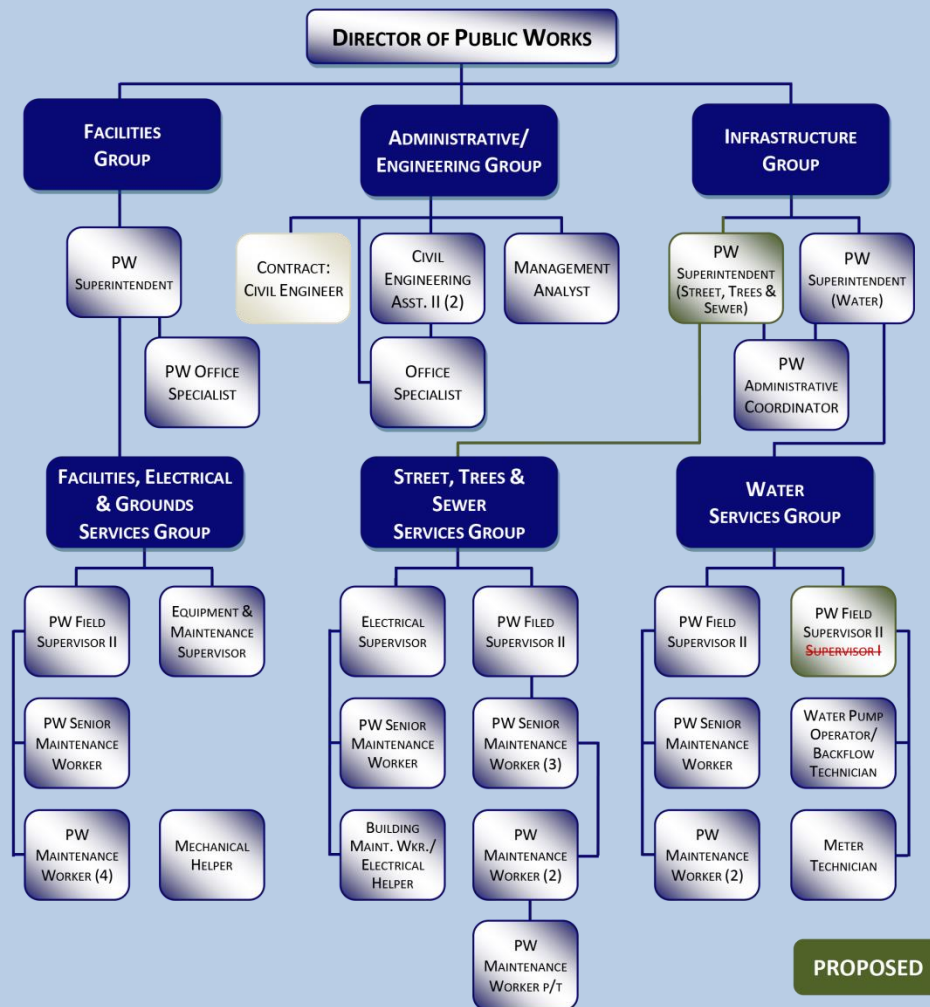 DIRECTOR OF PUBLIC WORKS
FACILITIES
GROUP
ADMINISTRATIVE/
ENGINEERING GROUP
INFRASTRUCTURE
GROUP
PW
SUPERINTENDENT
CONTRACT:
CIVIL ENGINEER
CIVIL
ENGINEERING
ASST. II (2)
MANAGEMENT
ANALYST
PW
SUPERINTENDENT
(STREET, TREES &
SEWER)
PW
SUPERINTENDENT
(WATER)
PW OFFICE
SPECIALIST
OFFICE
SPECIALIST
PW
ADMINISTRATIVE
COORDINATOR
FACILITIES, ELECTRICAL
& GROUNDS
SERVICES GROUP
STREET, TREES &
SEWER
SERVICES GROUP
WATER
SERVICES GROUP
PW FIELD
SUPERVISOR II
EQUIPMENT &
MAINTENANCE
SUPERVISOR
ELECTRICAL
SUPERVISOR
PW FILED
SUPERVISOR II
PW FIELD
SUPERVISOR II
PW FIELD
SUPERVISOR II
SUPERVISOR I
PW SENIOR
MAINTENANCE
WORKER
PW SENIOR
MAINTENANCE
WORKER
PW SENIOR
MAINTENANCE
WORKER (3)
PW SENIOR
MAINTENANCE
WORKER
WATER PUMP
OPERATOR/
BACKFLOW
TECHNICIAN
PW
MAINTENANCE
WORKER (4)
MECHANICAL
HELPER
BUILDING
MAINT. WKR./
ELECTRICAL
HELPER
PW
MAINTENANCE
WORKER (2)
PW
MAINTENANCE
WORKER (2)
METER
TECHNICIAN
PW
MAINTENANCE
WORKER P/T
PROPOSED